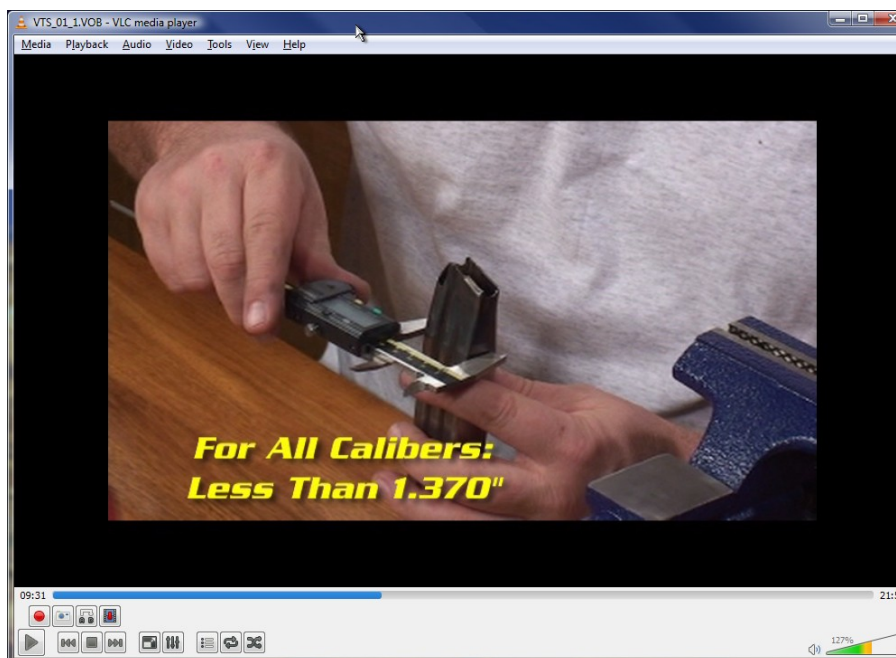 VTS_01_1.VOB - VLC media player
Media Playback Audio Video Tools View Help
For All Calibers:
Less Than 1.370"
09:31
127%